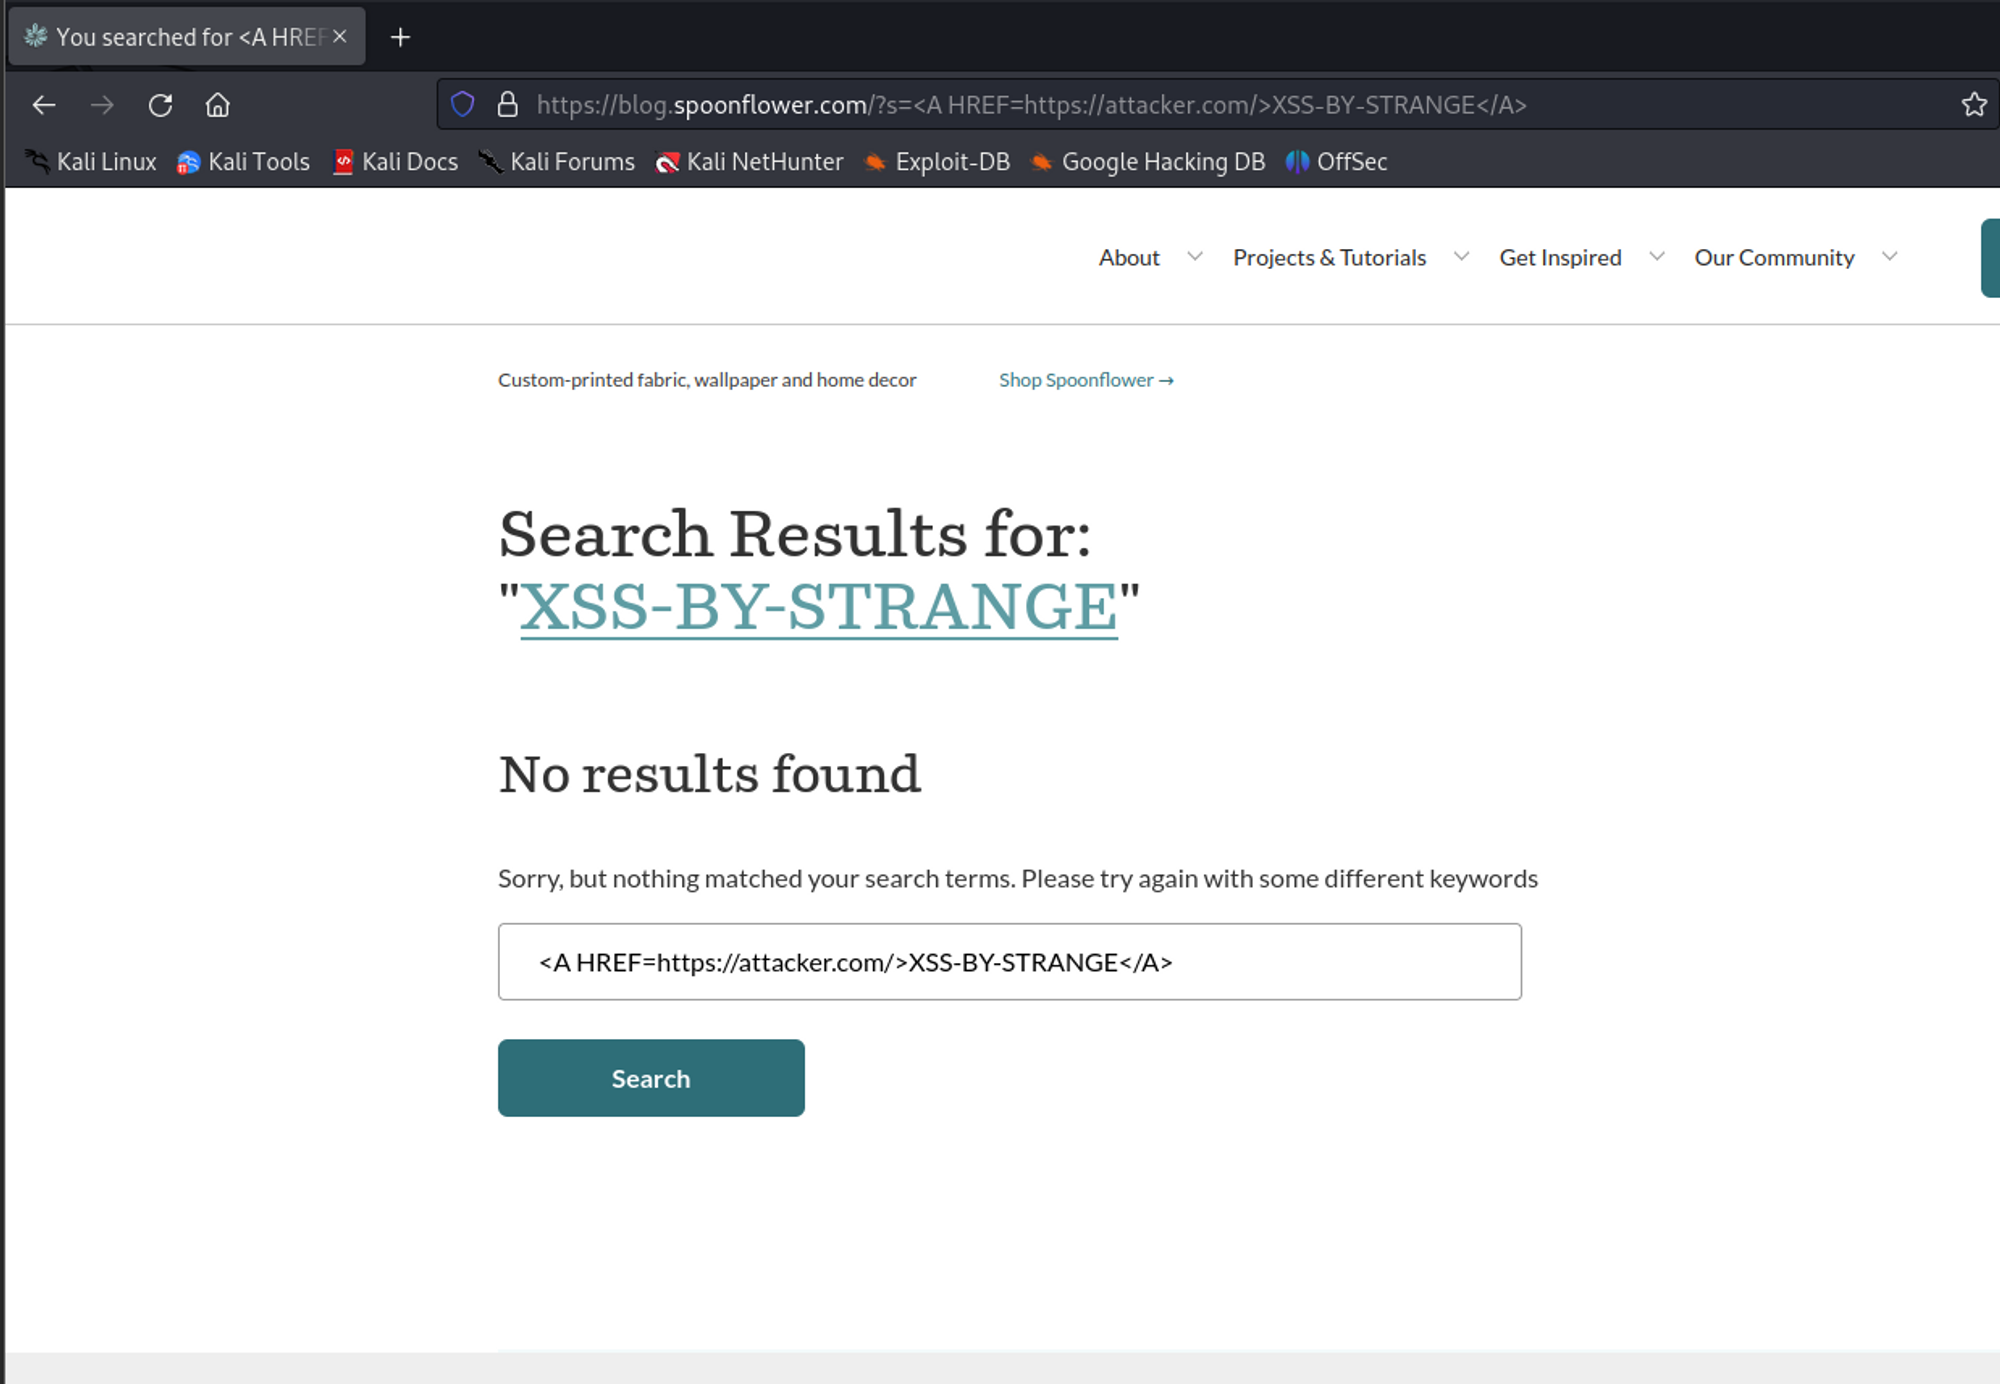 You searched for <A HREF
https://blog.spoonflower.com/?s=<A HREF=https://attacker.com/>XSS-BY-STRANGE</A>
Kali Linux Kali Tools Kali Docs Kali Forums Kali NetHunter Exploit-DB Google Hacking DB OffSec
About Projects & Tutorials Get Inspired Our Community
Custom-printed fabric, wallpaper and home decor Shop Spoonflower →
Search Results for:
"XSS-BY-STRANGE"
No results found
Sorry, but nothing matched your search terms. Please try again with some different keywords
<A HREF=https://attacker.com/>XSS-BY-STRANGE</A>
Search